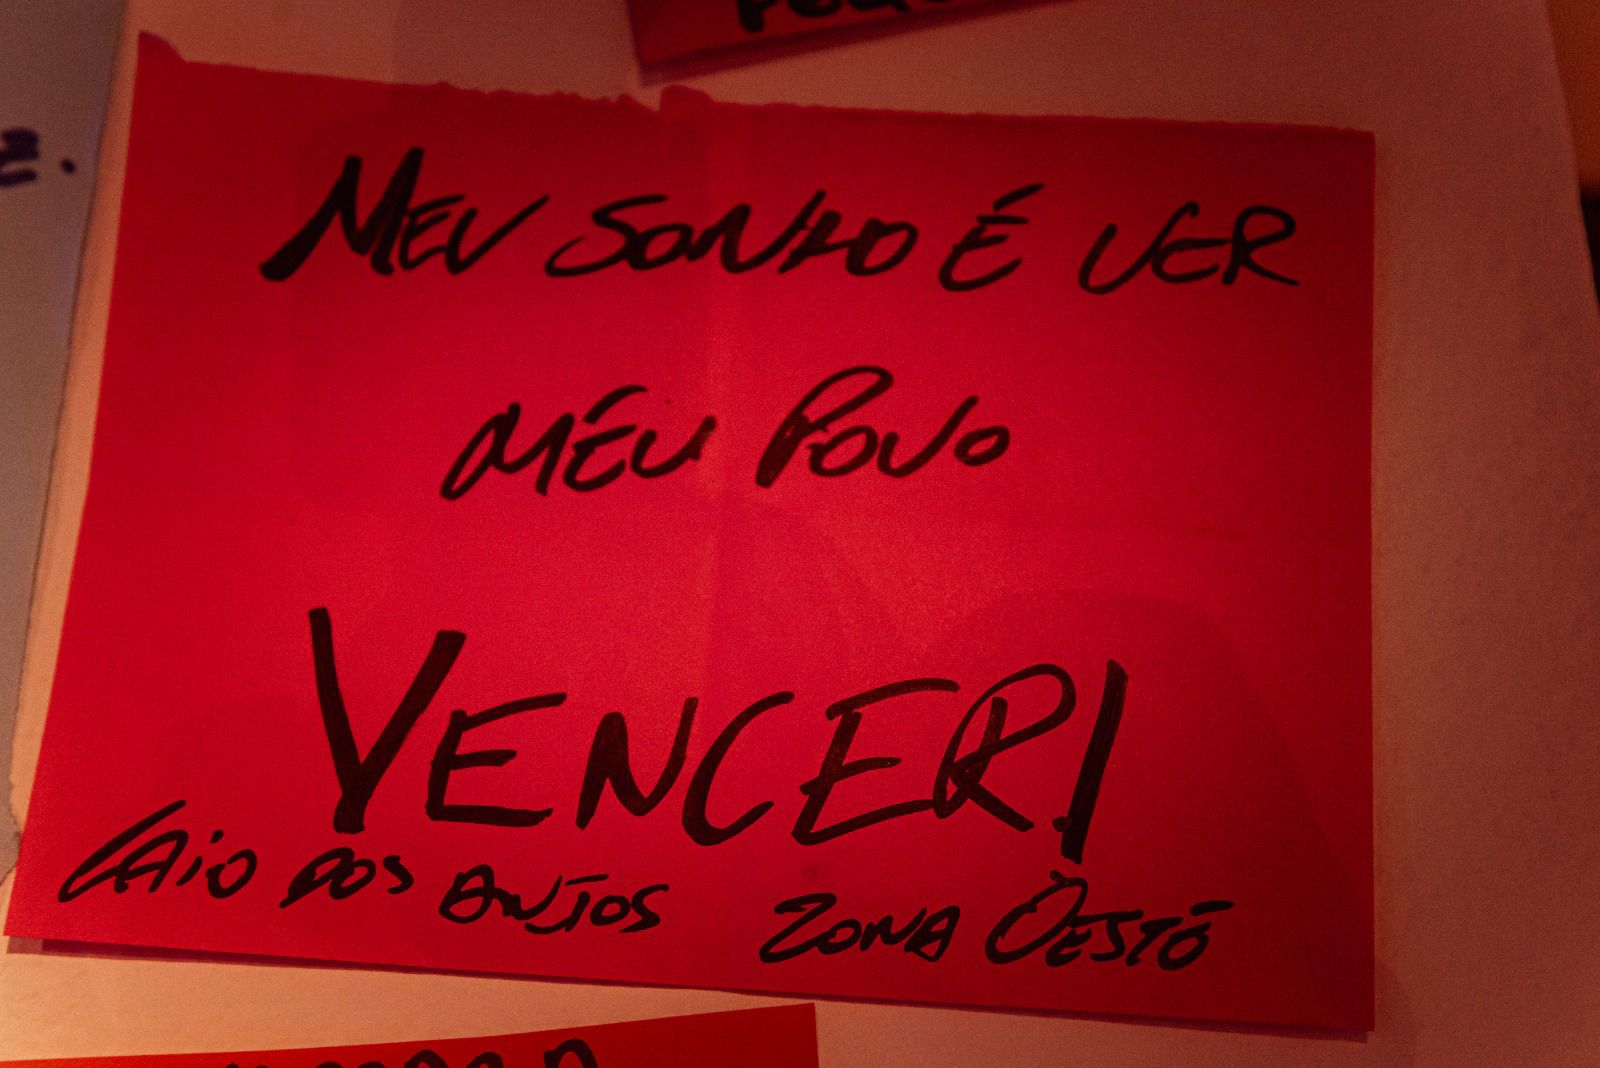 MEU SONHO É VER
MEU POVO
VENCER!
CAIO DOS ANJOS ZONA OESTE